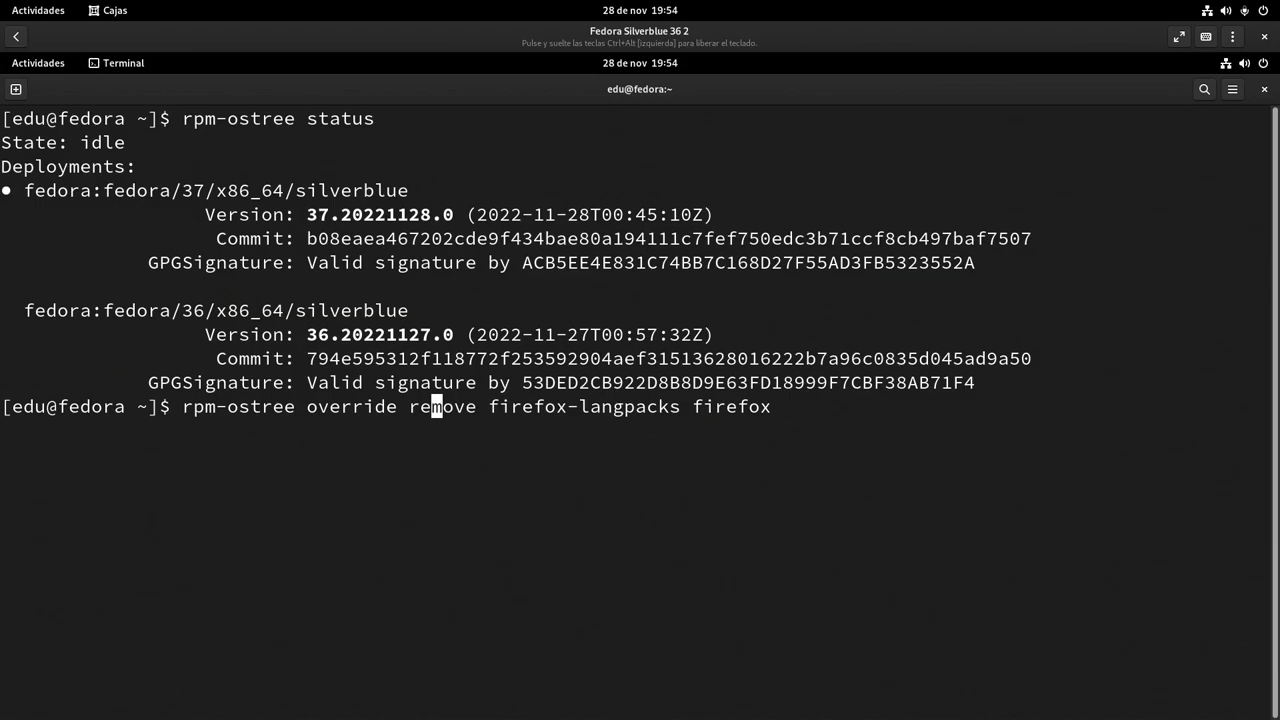 Actividades Cajas 28 de nov 19:54
Fedora Silverblue 36 2
Pulse y suelte las teclas Ctrl+Alt [izquierda] para liberar el teclado.
Actividades Terminal 28 de nov 19:54
edu@fedora:~
[edu@fedora ~]$ rpm-ostree status
State: idle
Deployments:
● fedora:fedora/37/x86_64/silverblue
Version: 37.20221128.0 (2022-11-28T00:45:10Z)
Commit: b08eaea467202cde9f434bae80a194111c7fef750edc3b71ccf8cb497baf7507
GPGSignature: Valid signature by ACB5EE4E831C74BB7C168D27F55AD3FB5323552A
fedora:fedora/36/x86_64/silverblue
Version: 36.20221127.0 (2022-11-27T00:57:32Z)
Commit: 794e595312f118772f253592904aef31513628016222b7a96c0835d045ad9a50
GPGSignature: Valid signature by 53DED2CB922D8B8D9E63FD18999F7CBF38AB71F4
[edu@fedora ~]$ rpm-ostree override remove firefox-langpacks firefox